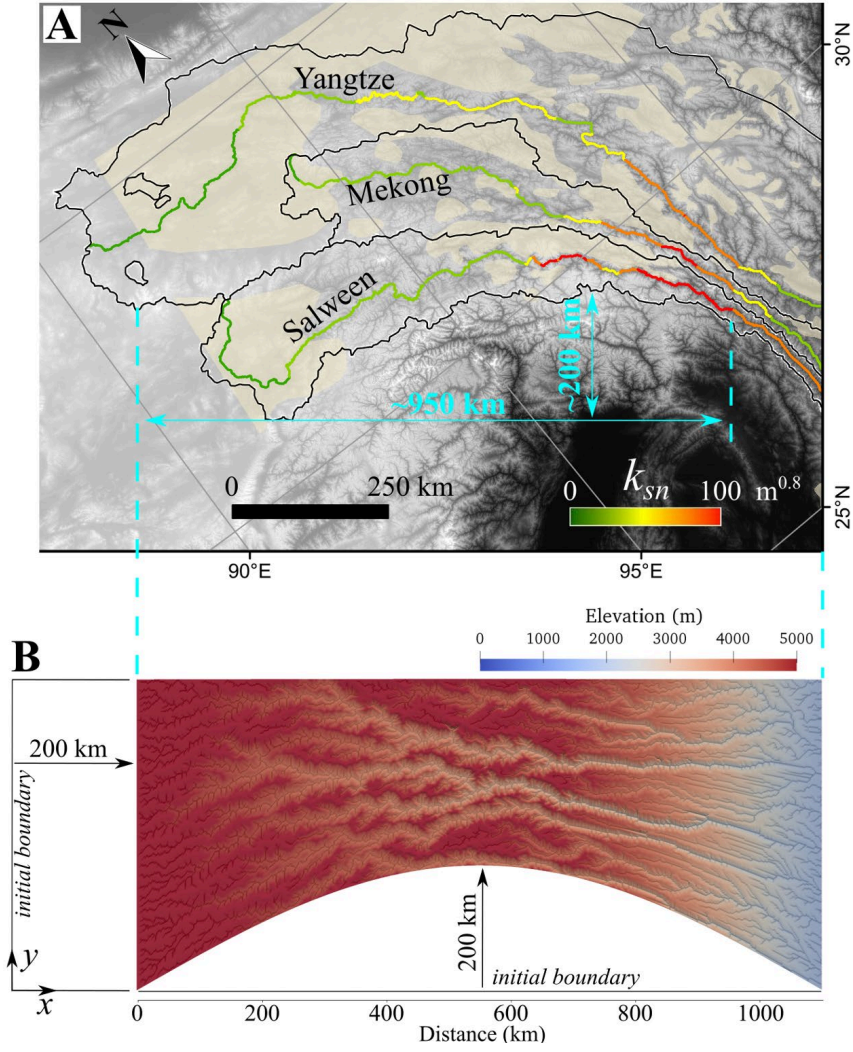 A
N
Yangtze
Mekong
Salween
~200 km
~950 km
0 250 km
k_sn
0 100 m^0.8
30°N
25°N
90°E 95°E
B
Elevation (m)
0 1000 2000 3000 4000 5000
200 km
initial boundary
200 km
initial boundary
y
x
0 200 400 600 800 1000
Distance (km)